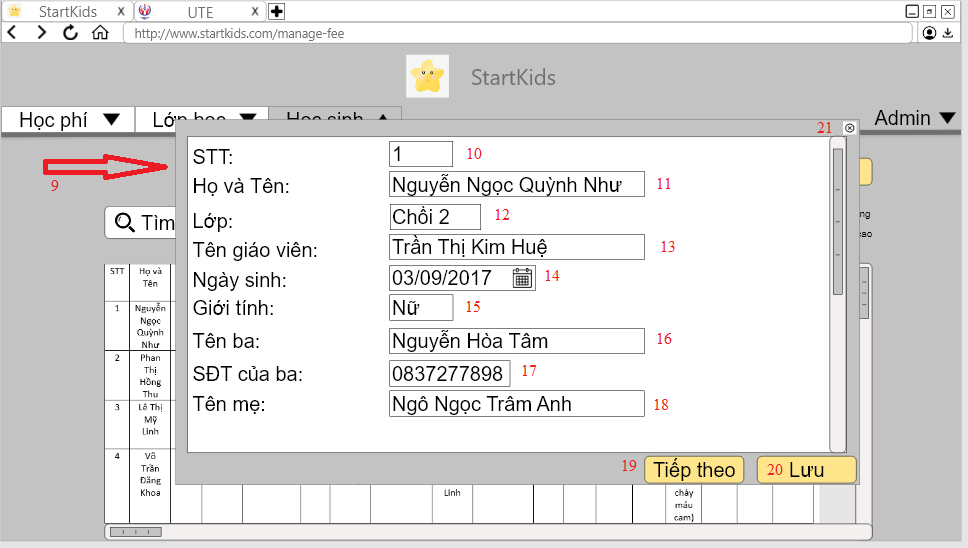 StartKids X UTE X
http://www.startkids.com/manage-fee
StartKids
Học phí Lớp học Học sinh Admin
21
STT: 1 10
9
Họ và Tên: Nguyễn Ngọc Quỳnh Như 11
Lớp: Chồi 2 12
Tìm
Tên giáo viên: Trần Thị Kim Huệ 13
Ngày sinh: 03/09/2017 14
Giới tính: Nữ 15
Tên ba: Nguyễn Hòa Tâm 16
SĐT của ba: 0837277898 17
Tên mẹ: Ngô Ngọc Trâm Anh 18
19 Tiếp theo 20 Lưu
ng
cao
STT Họ và
Tên
1 Nguyễn
Ngọc
Quỳnh
Như
2 Phan
Thị
Hồng
Thu
3 Lê Thị
Mỹ
Linh
4 Võ
Trần
Đăng
Khoa
Linh
chảy
máu
cam)